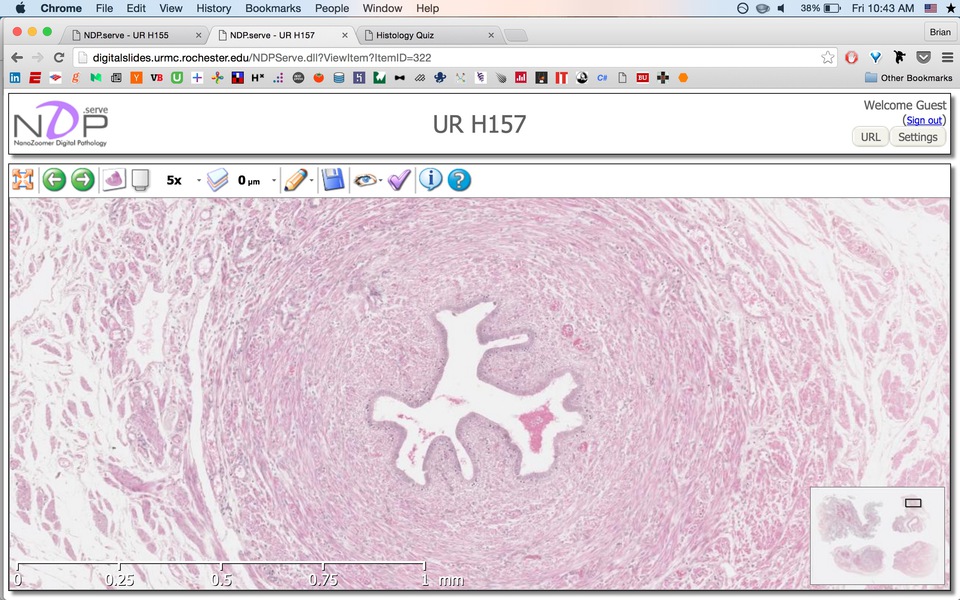 Chrome File Edit View History Bookmarks People Window Help 38% Fri 10:43 AM
NDP.serve - UR H155 NDP.serve - UR H157 Histology Quiz Brian
digitalslides.urmc.rochester.edu/NDPServe.dll?ViewItem?ItemID=322
Other Bookmarks
NDP .serve
NanoZoomer Digital Pathology
UR H157
Welcome Guest
(Sign out)
URL Settings
5x 0 µm
0 0.25 0.5 0.75 1 mm